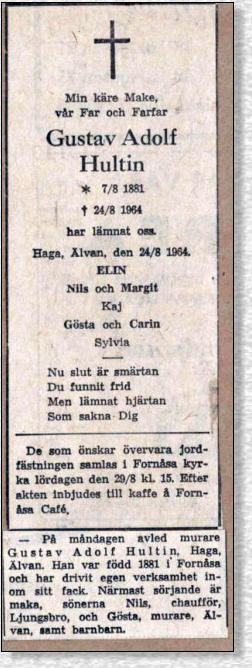 Min käre Make,
vår Far och Farfar
Gustav Adolf
Hultin
* 7/8 1881
† 24/8 1964
har lämnat oss.
Haga, Älvan, den 24/8 1964.
ELIN
Nils och Margit
Kaj
Gösta och Carin
Sylvia
Nu slut är smärtan
Du funnit frid
Men lämnat hjärtan
Som sakna Dig
De som önskar övervara jord-
fästningen samlas i Fornåsa kyr-
ka lördagen den 29/8 kl. 15. Efter
akten inbjudes till kaffe å Forn-
åsa Café.
— På måndagen avled murare
Gustav Adolf Hultin, Haga,
Älvan. Han var född 1881 i Fornåsa
och har drivit egen verksamhet in-
om sitt fack. Närmast sörjande är
maka, sönerna Nils, chaufför,
Ljungsbro, och Gösta, murare, Äl-
van, samt barnbarn.